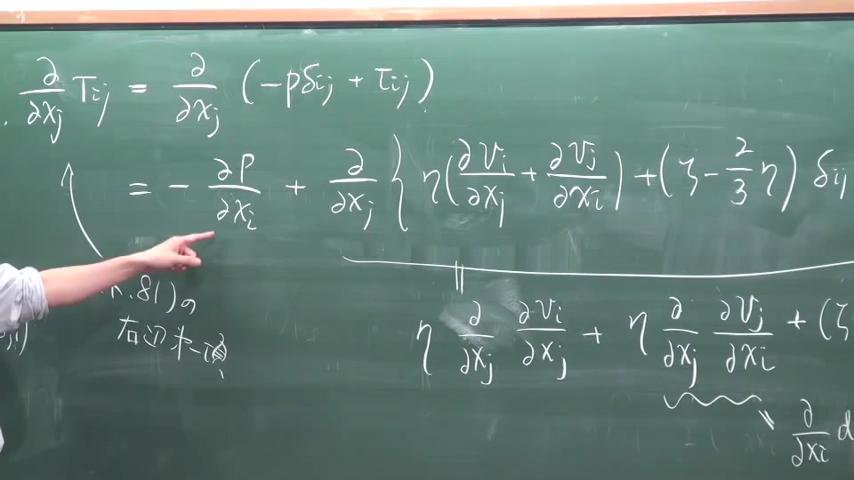 ∂/∂xj Tij = ∂/∂xj (-pδij + τij)
= - ∂P/∂xi + ∂/∂xj { η(∂vi/∂xj + ∂vj/∂xi) + (ζ - 2/3 η) δij
.81)の
右辺第一項
η ∂/∂xj ∂vi/∂xj + η ∂/∂xj ∂vj/∂xi + (ζ
∂/∂xi d